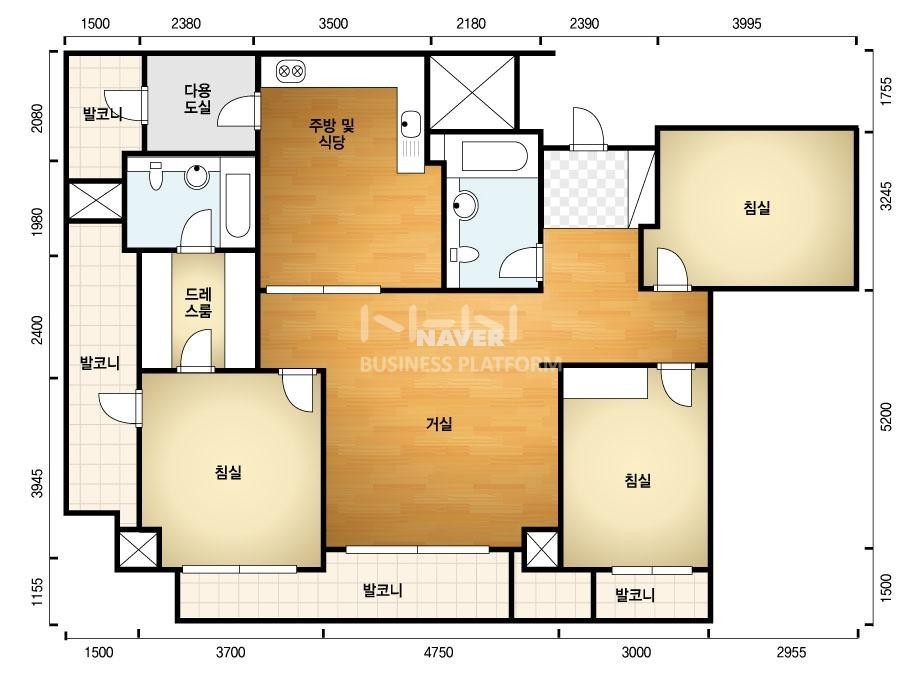 1500 2380 3500 2180 2390 3995
2080
1980
2400
3945
1155
1755
3245
5200
1500
발코니
다용
도실
주방 및
식당
침실
드레
스룸
발코니
NHN
NAVER
BUSINESS PLATFORM
거실
침실
침실
발코니
발코니
1500 3700 4750 3000 2955